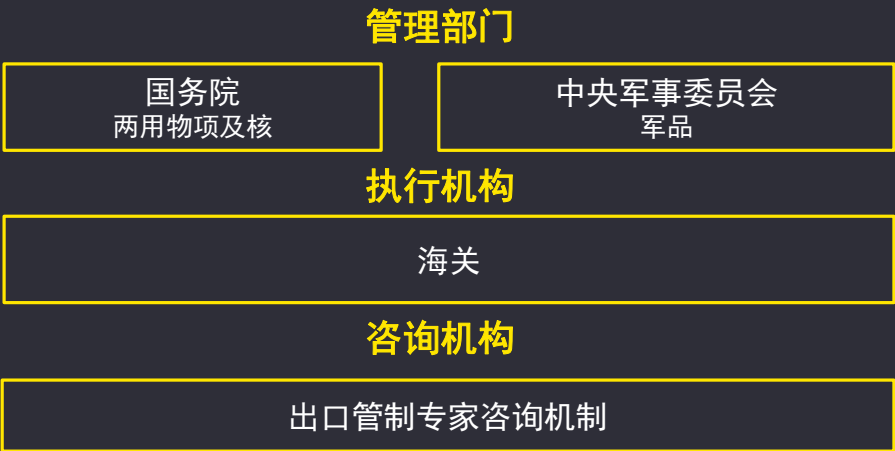 管理部门
国务院
两用物项及核
中央军事委员会
军品
执行机构
海关
咨询机构
出口管制专家咨询机制